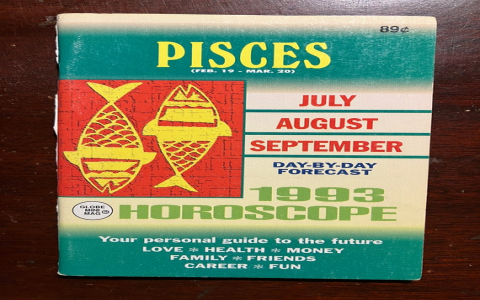 89¢
PISCES
(FEB. 19 - MAR. 20)
JULY
AUGUST
SEPTEMBER
DAY-BY-DAY
FORECAST
1993
HOROSCOPE
GLOBE
MINI
MAG
Your personal guide to the future
LOVE * HEALTH * MONEY
FAMILY * FRIENDS
CAREER * FUN